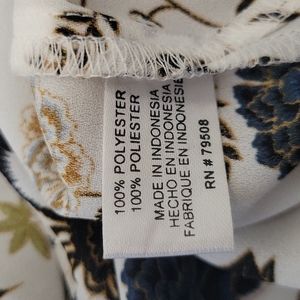 100% POLYESTER
100% POLIESTER
MADE IN INDONESIA
HECHO EN INDONESIA
FABRIQUE EN INDONESIE
RN # 79508